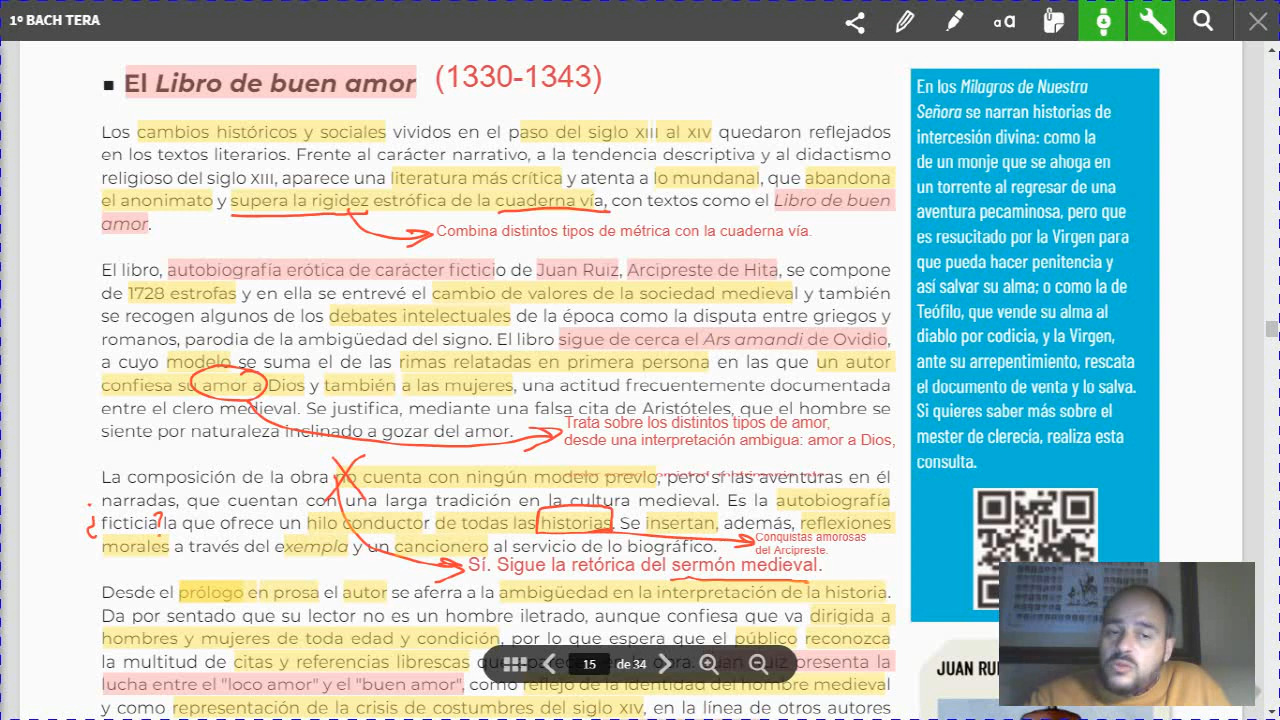 1º BACH TERA
aa
▪ El Libro de buen amor (1330-1343)
Los cambios históricos y sociales vividos en el paso del siglo XIII al XIV quedaron reflejados
en los textos literarios. Frente al carácter narrativo, a la tendencia descriptiva y al didactismo
religioso del siglo XIII, aparece una literatura más crítica y atenta a lo mundanal, que abandona
el anonimato y supera la rigidez estrófica de la cuaderna vía, con textos como el Libro de buen
amor.
Combina distintos tipos de métrica con la cuaderna vía.
El libro, autobiografía erótica de carácter ficticio de Juan Ruiz, Arcipreste de Hita, se compone
de 1728 estrofas y en ella se entrevé el cambio de valores de la sociedad medieval y también
se recogen algunos de los debates intelectuales de la época como la disputa entre griegos y
romanos, parodia de la ambigüedad del signo. El libro sigue de cerca el Ars amandi de Ovidio,
a cuyo modelo se suma el de las rimas relatadas en primera persona en las que un autor
confiesa su amor a Dios y también a las mujeres, una actitud frecuentemente documentada
entre el clero medieval. Se justifica, mediante una falsa cita de Aristóteles, que el hombre se
siente por naturaleza inclinado a gozar del amor.
Trata sobre los distintos tipos de amor,
desde una interpretación ambigua: amor a Dios,
La composición de la obra no cuenta con ningún modelo previo, pero sí las aventuras en él
narradas, que cuentan con una larga tradición en la cultura medieval. Es la autobiografía
¿ ficticia ? la que ofrece un hilo conductor de todas las historias. Se insertan, además, reflexiones
morales a través del exempla y un cancionero al servicio de lo biográfico.
Conquistas amorosas
del Arcipreste.
Sí. Sigue la retórica del sermón medieval.
Desde el prólogo en prosa el autor se aferra a la ambigüedad en la interpretación de la historia.
Da por sentado que su lector no es un hombre iletrado, aunque confiesa que va dirigida a
hombres y mujeres de toda edad y condición, por lo que espera que el público reconozca
la multitud de citas y referencias librescas que obra. Juan Ruiz presenta la
lucha entre el "loco amor" y el "buen amor", como reflejo de la identidad del hombre medieval
y como representación de la crisis de costumbres del siglo XIV, en la línea de otros autores
15 de 34
En los Milagros de Nuestra
Señora se narran historias de
intercesión divina: como la
de un monje que se ahoga en
un torrente al regresar de una
aventura pecaminosa, pero que
es resucitado por la Virgen para
que pueda hacer penitencia y
así salvar su alma; o como la de
Teófilo, que vende su alma al
diablo por codicia, y la Virgen,
ante su arrepentimiento, rescata
el documento de venta y lo salva.
Si quieres saber más sobre el
mester de clerecía, realiza esta
consulta.
JUAN RU